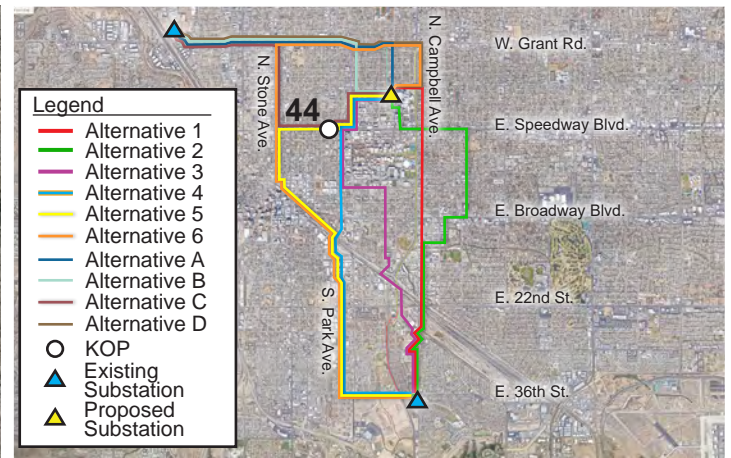 Legend
Alternative 1
Alternative 2
Alternative 3
Alternative 4
Alternative 5
Alternative 6
Alternative A
Alternative B
Alternative C
Alternative D
KOP
Existing
Substation
Proposed
Substation
44
N. Stone Ave.
N. Campbell Ave.
S. Park Ave.
W. Grant Rd.
E. Speedway Blvd.
E. Broadway Blvd.
E. 22nd St.
E. 36th St.